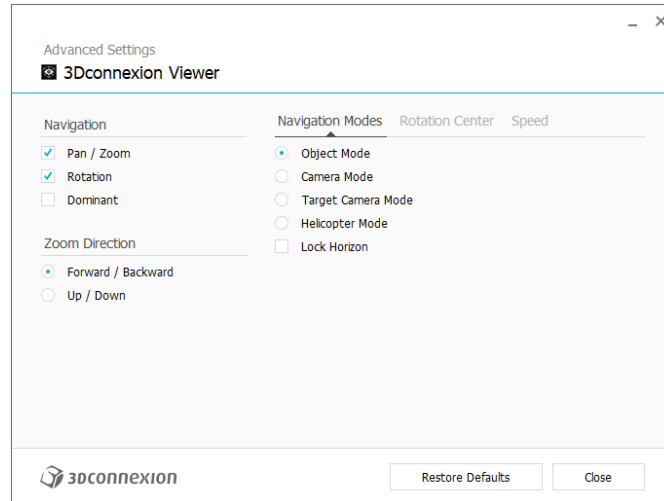 Advanced Settings
3Dconnexion Viewer
Navigation
Pan / Zoom
Rotation
Dominant
Zoom Direction
Forward / Backward
Up / Down
Navigation Modes Rotation Center Speed
Object Mode
Camera Mode
Target Camera Mode
Helicopter Mode
Lock Horizon
3Dconnexion
Restore Defaults Close